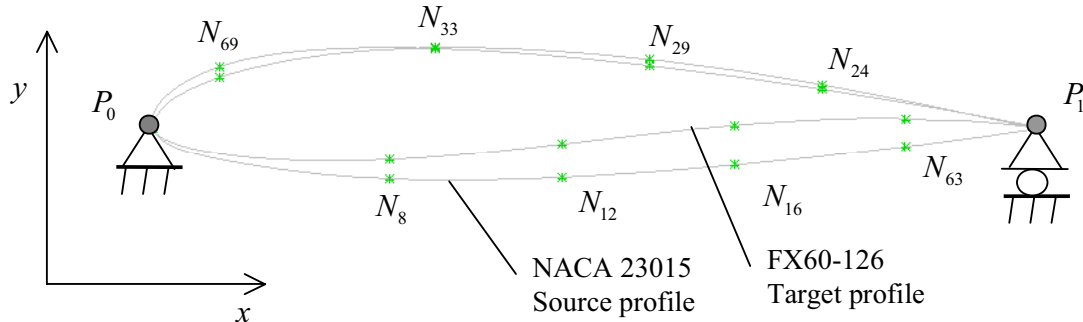 N₆₉
N₃₃
N₂₉
N₂₄
y
P₀
P₁
N₈
N₁₂
N₁₆
N₆₃
NACA 23015
Source profile
FX60-126
Target profile
x